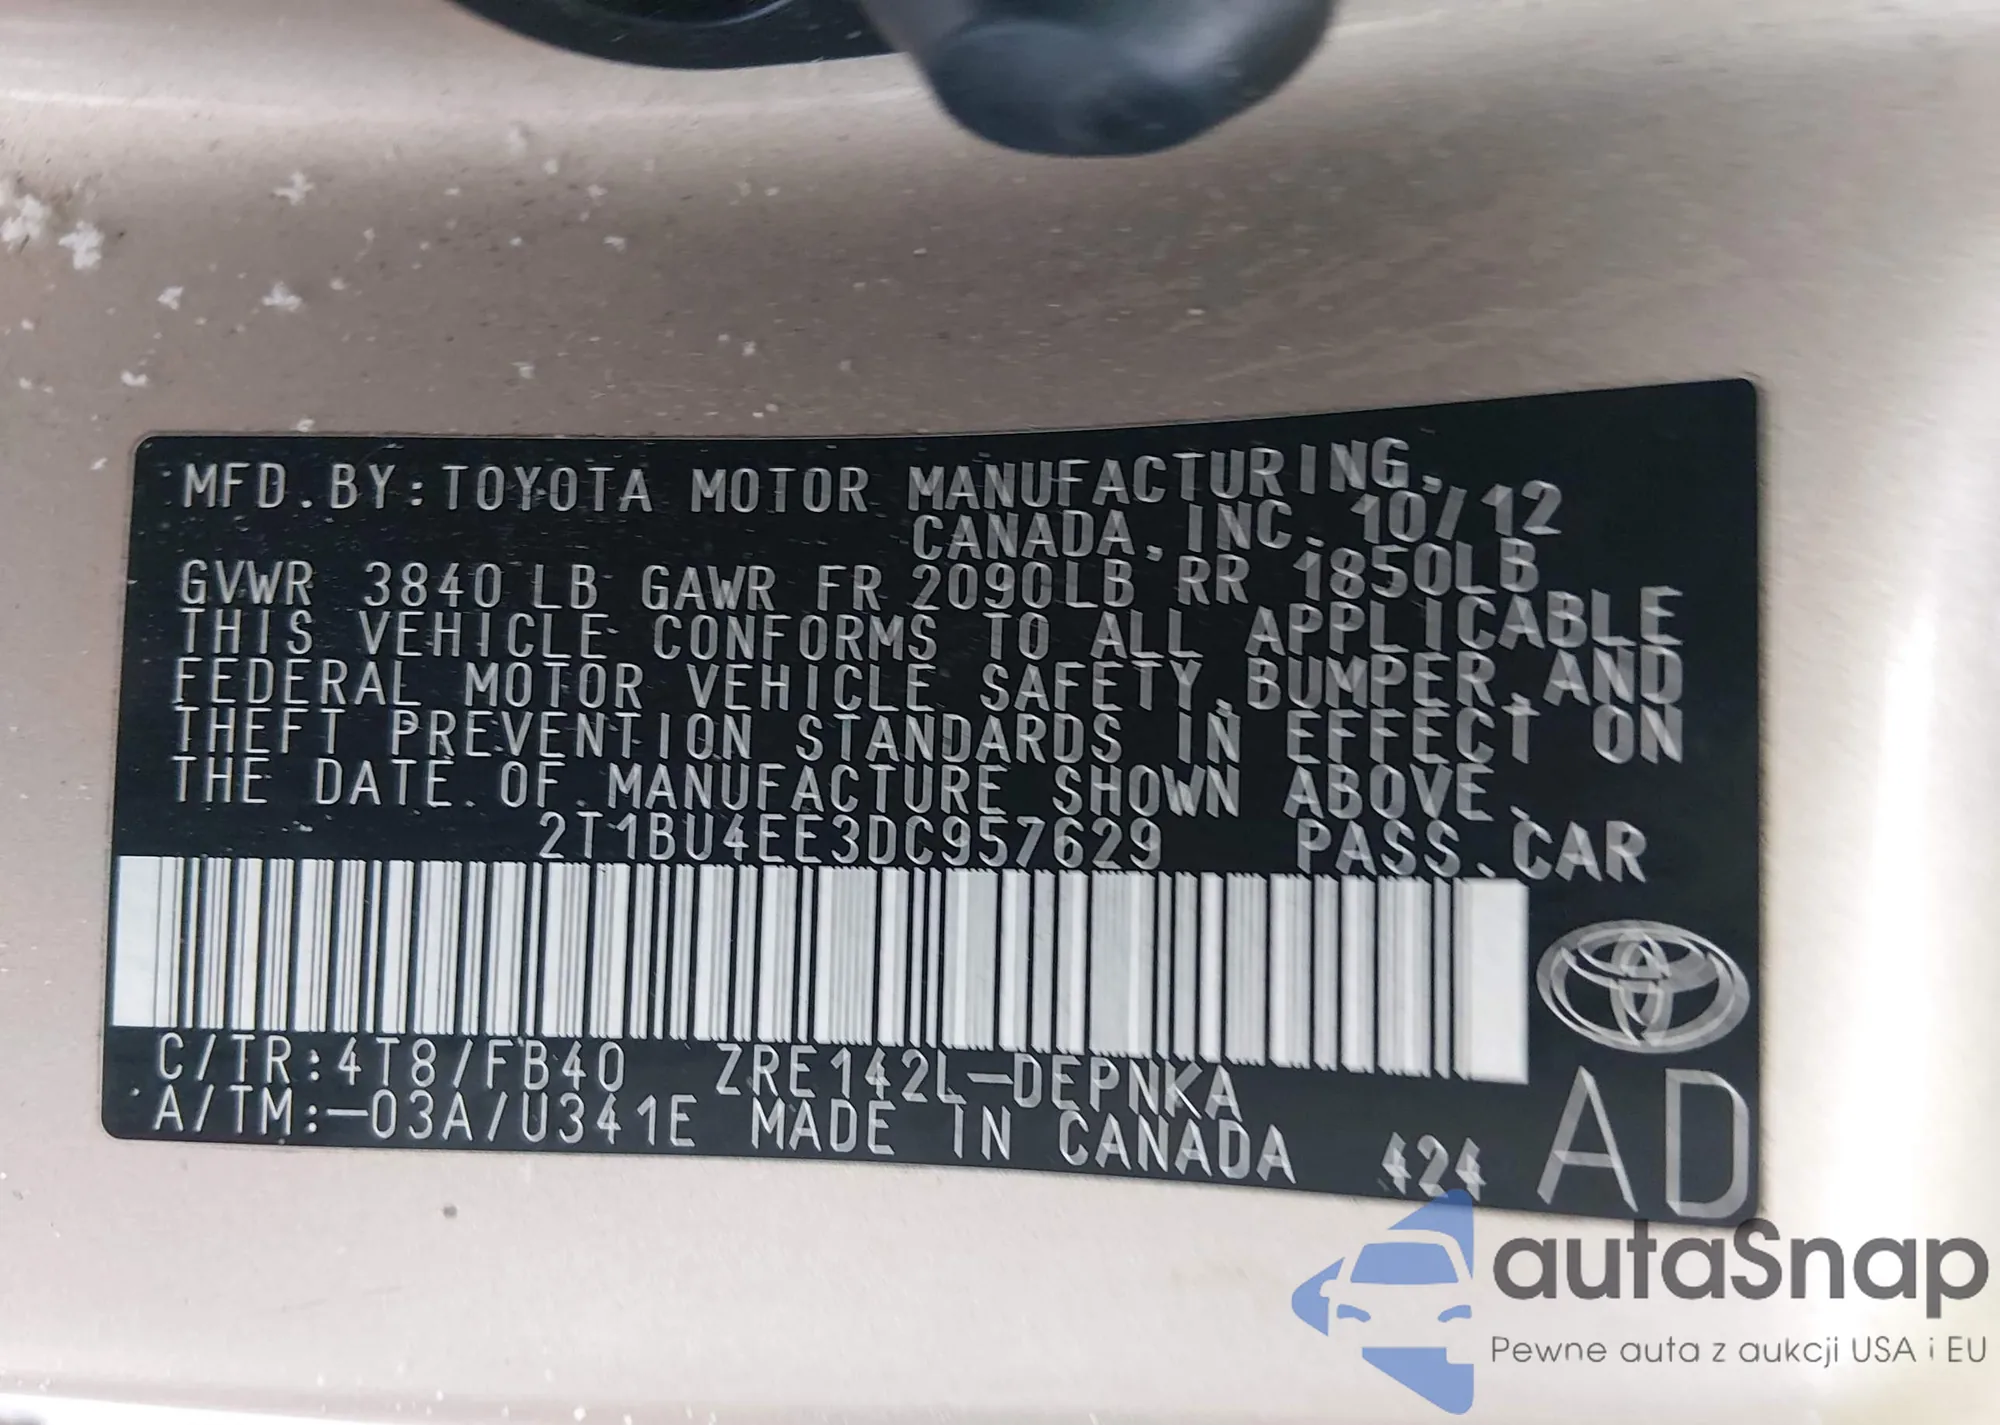 MFD.BY:TOYOTA MOTOR MANUFACTURING,
CANADA, INC. 10/12
GVWR 3840 LB GAWR FR 2090LB RR 1850LB
THIS VEHICLE CONFORMS TO ALL APPLICABLE
FEDERAL MOTOR VEHICLE SAFETY,BUMPER,AND
THEFT PREVENTION STANDARDS IN EFFECT ON
THE DATE OF MANUFACTURE SHOWN ABOVE.
2T1BU4EE3DC957629 PASS.CAR
C/TR:4T8/FB40 ZRE142L-DEPNKA
A/TM:-03A/U341E MADE IN CANADA 424
AD
autaSnap
Pewne auta z aukcji USA i EU